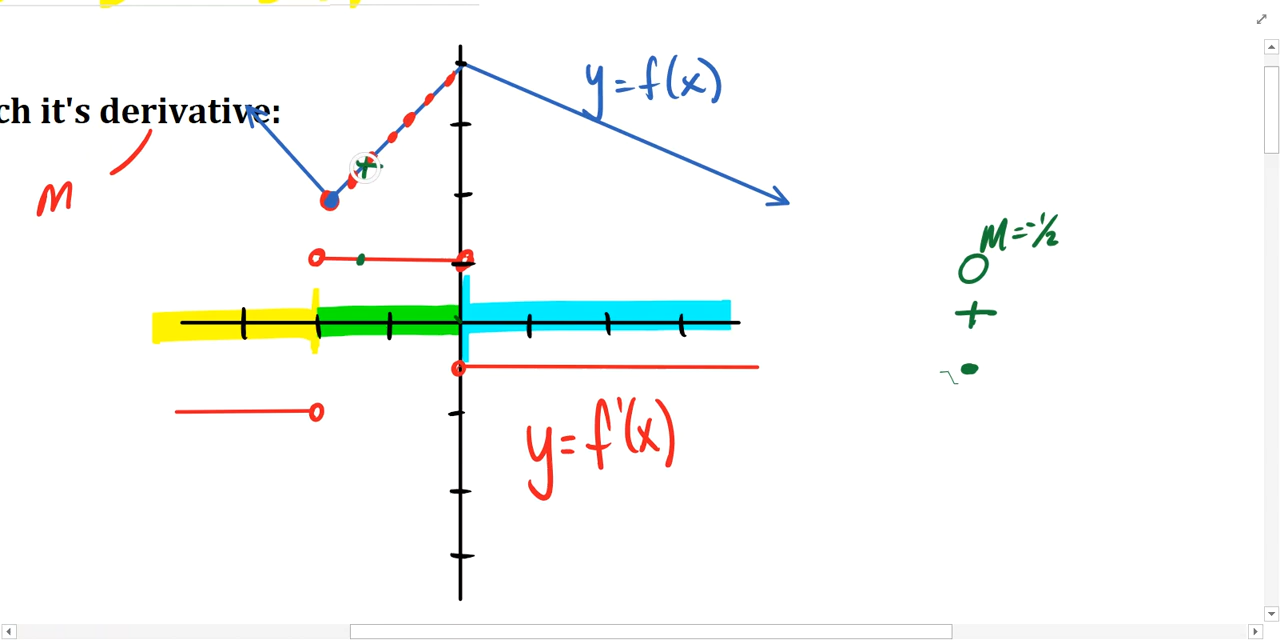 y=f(x)
ch it's derivative:
M
M=-1/2
y=f'(x)